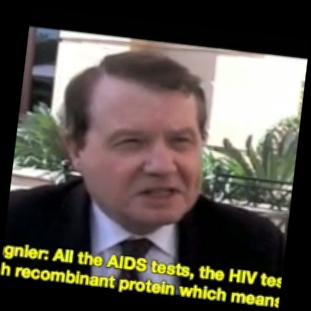 gnier: All the AIDS tests, the HIV tes
h recombinant protein which means